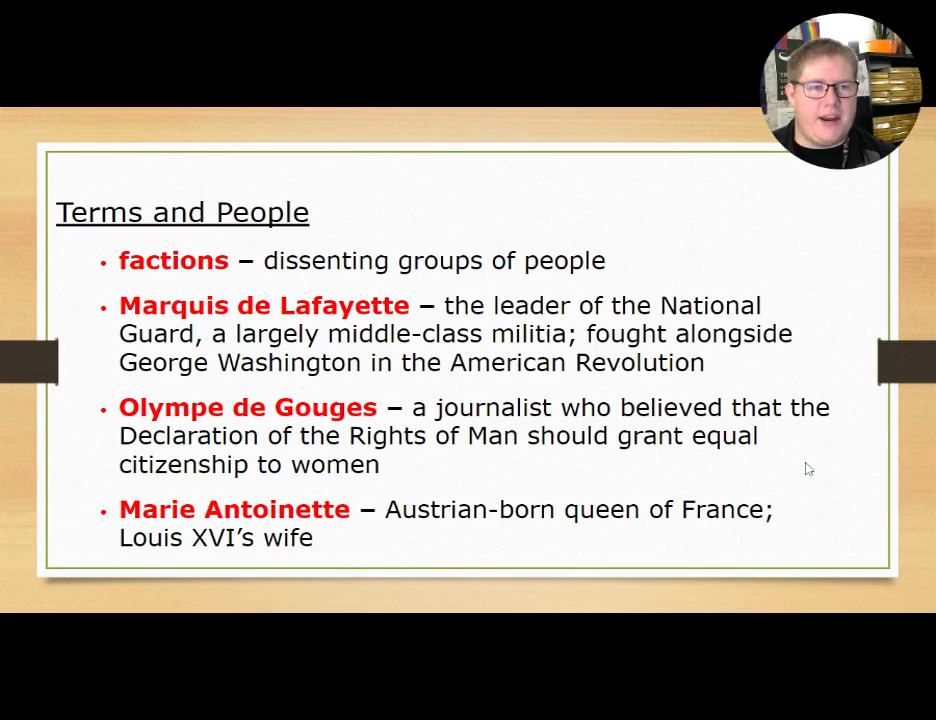 Terms and People
• factions – dissenting groups of people
• Marquis de Lafayette – the leader of the National
Guard, a largely middle-class militia; fought alongside
George Washington in the American Revolution
• Olympe de Gouges – a journalist who believed that the
Declaration of the Rights of Man should grant equal
citizenship to women
• Marie Antoinette – Austrian-born queen of France;
Louis XVI’s wife